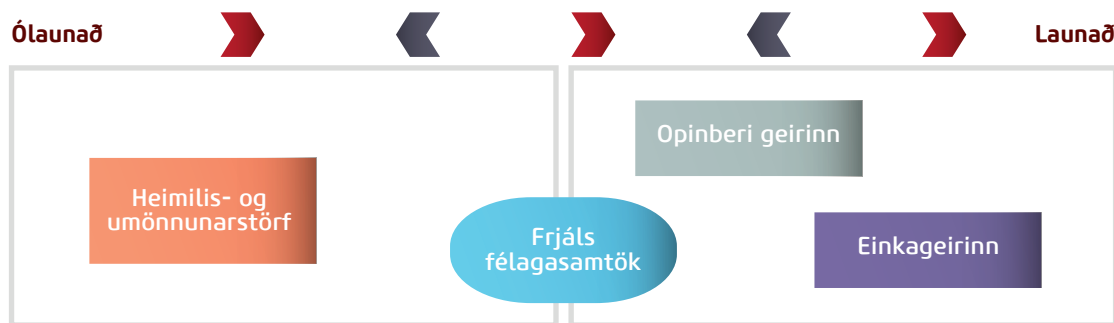 Ólaunað
Launað
Heimilis- og
umönnunarstörf
Frjáls
félagasamtök
Opinberi geirinn
Einkageirinn